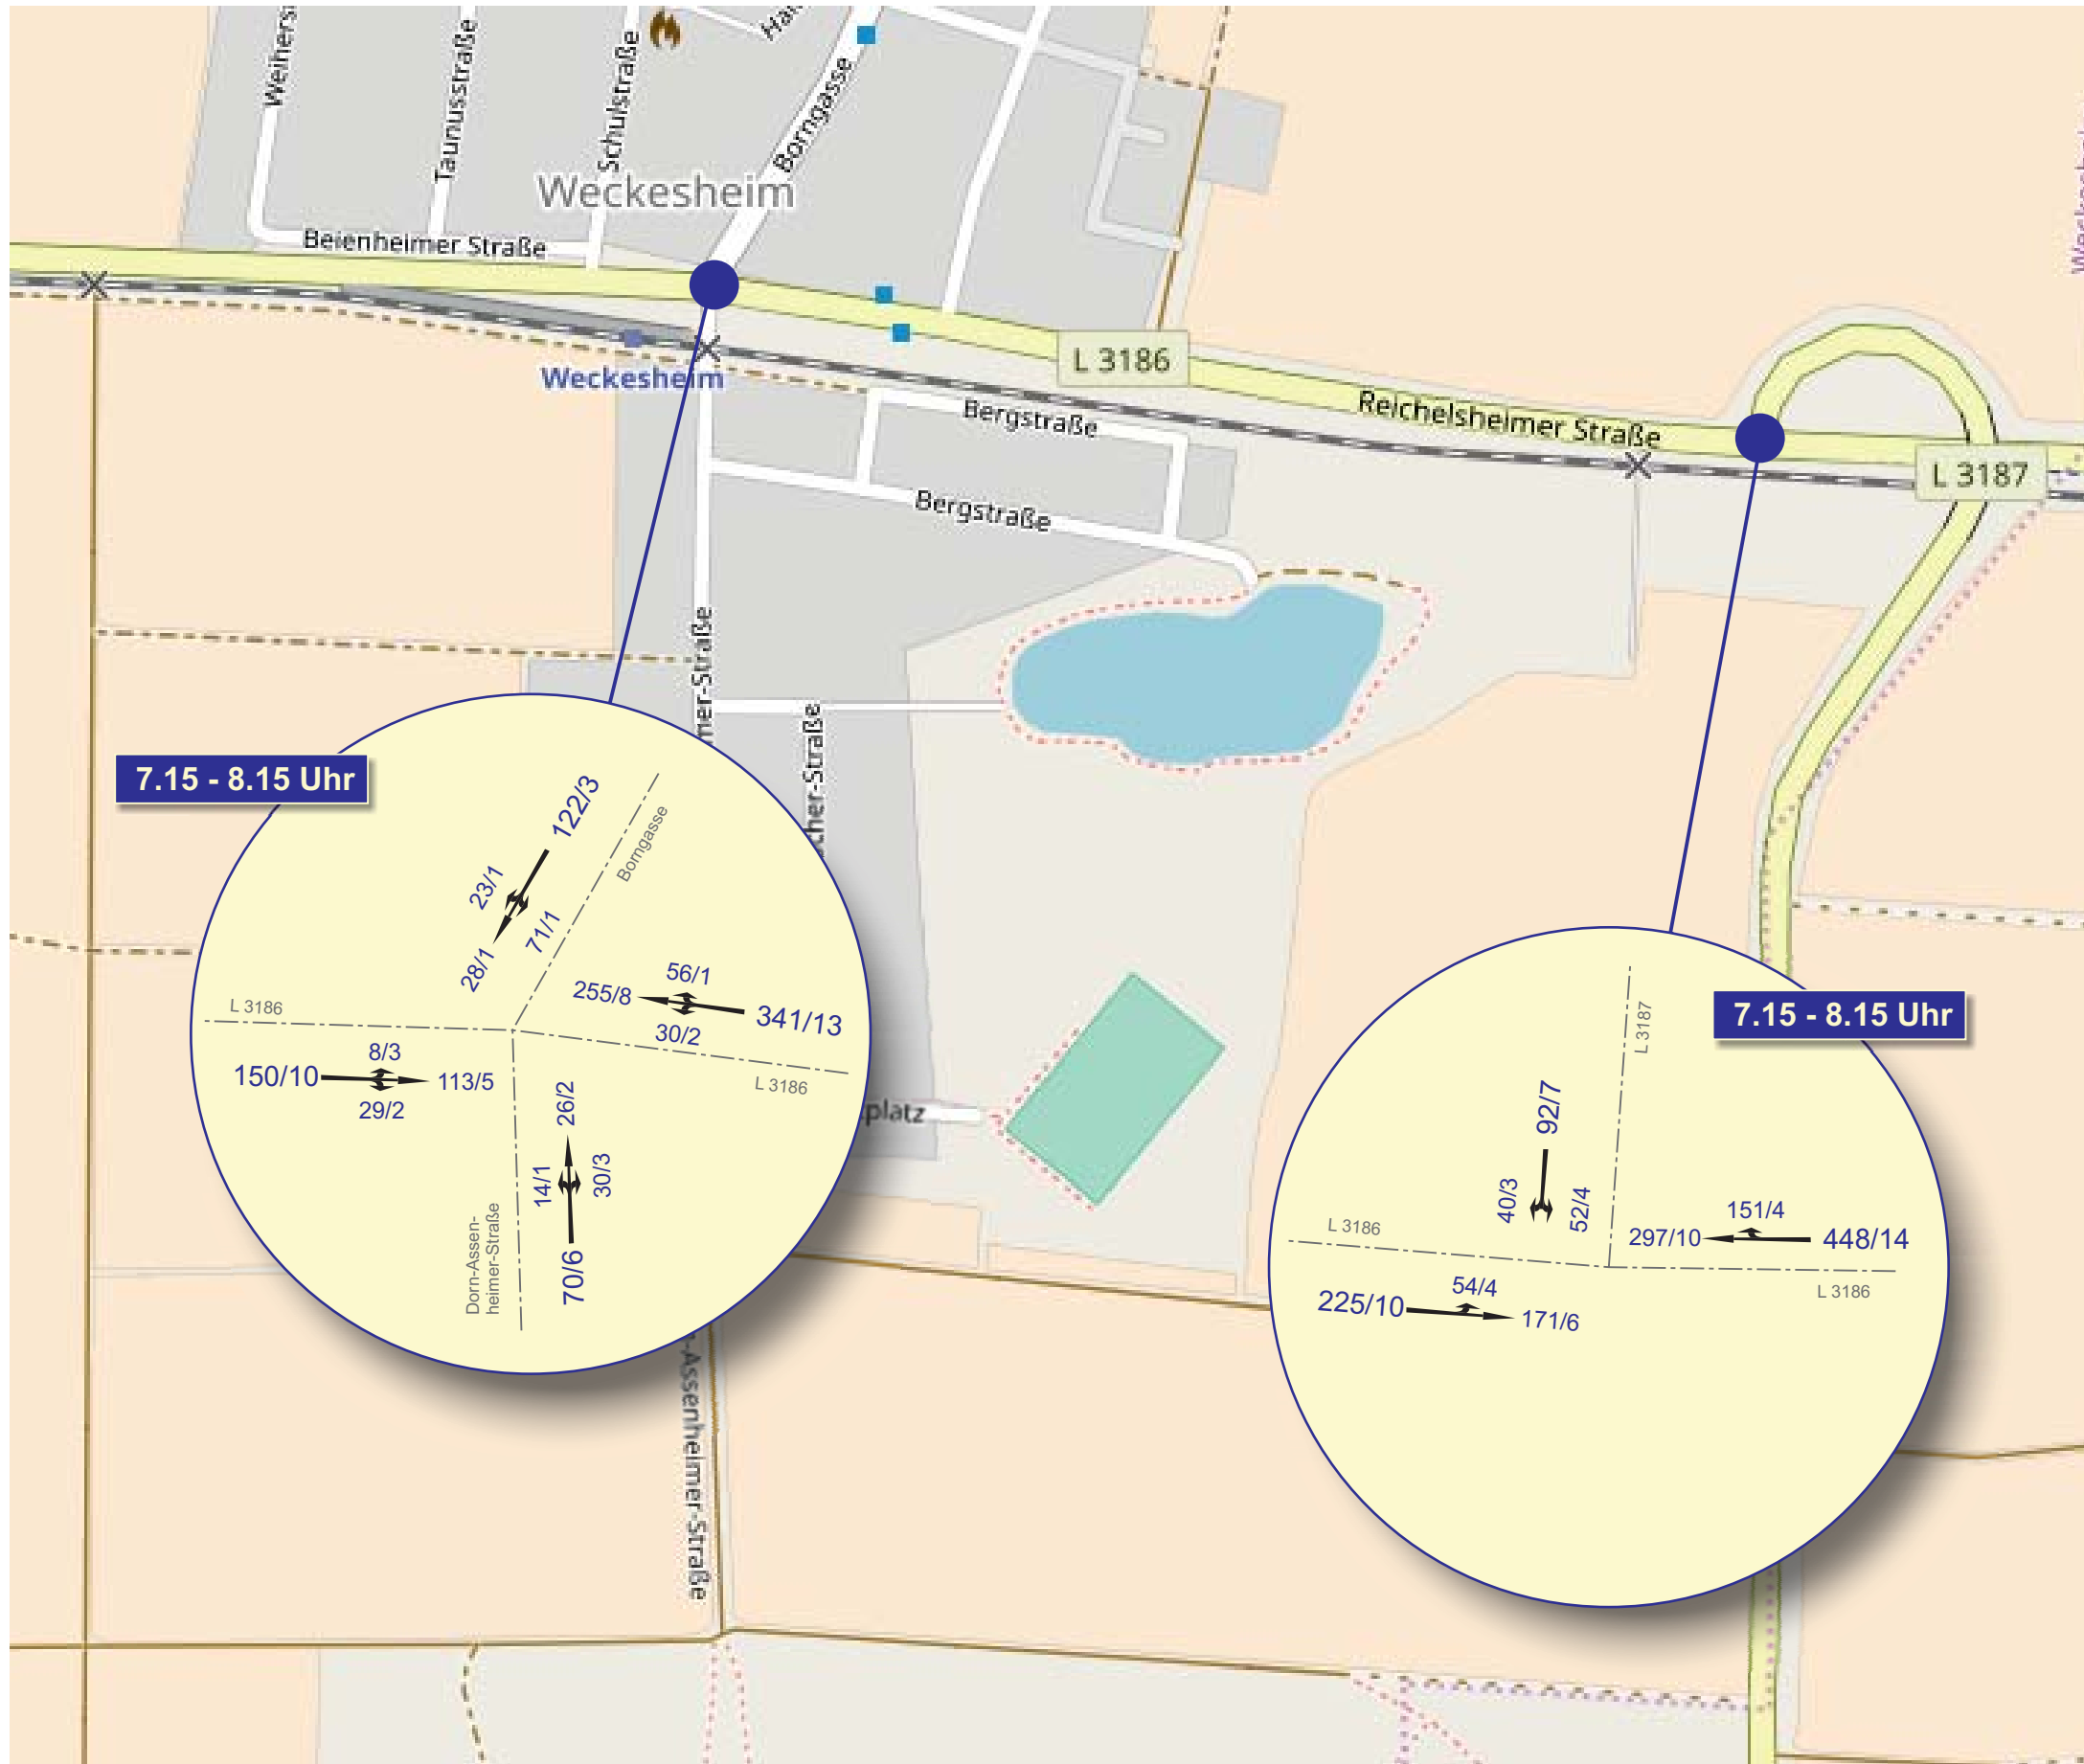 Taunusstraße
Schulstraße
Borngasse
Weckesheim
Beienheimer Straße
L 3186
Weckesheim
Reichelsheimer Straße
Bergstraße
L 3187
Bergstraße
mer-Straße
cher-Straße
7.15 - 8.15 Uhr
122/3
23/1
Borngasse
71/1
28/1
56/1
255/8
341/13
L 3186
30/2
8/3
150/10
113/5
L 3186
29/2
26/2
14/1
30/3
Dorn-Assen-
heimer-Straße
70/6
platz
7.15 - 8.15 Uhr
L 3187
92/7
40/3
52/4
151/4
297/10
448/14
L 3186
L 3186
54/4
225/10
171/6
-Assenheimer-Straße